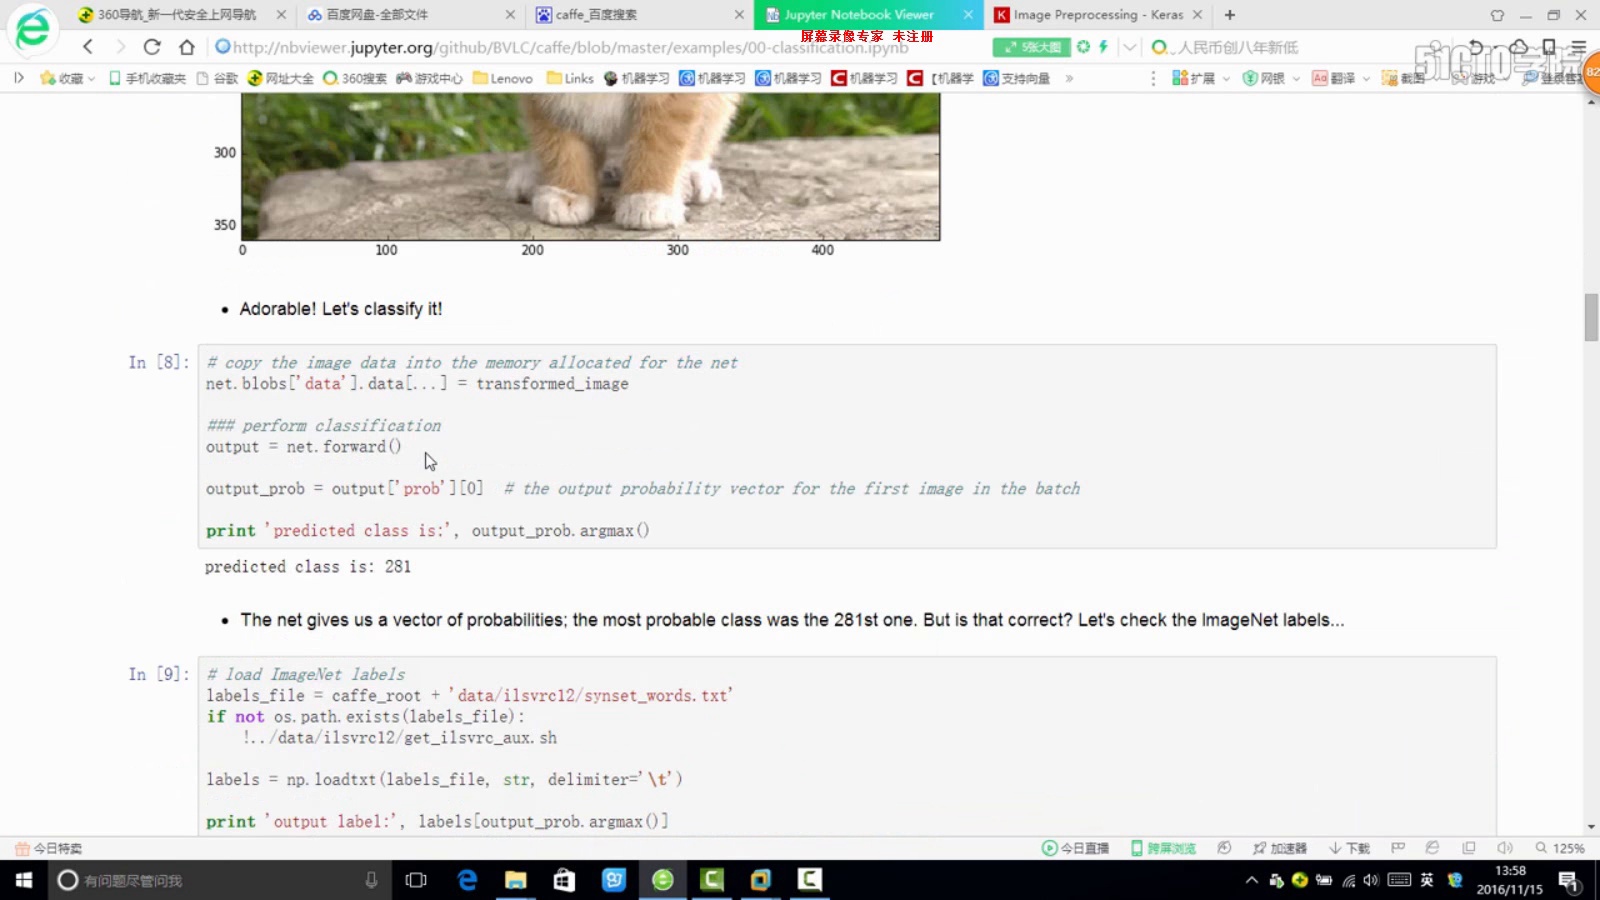 360导航_新一代安全上网导航
百度网盘-全部文件
caffe_百度搜索
Jupyter Notebook Viewer
Image Preprocessing - Keras
屏幕录像专家 未注册
http://nbviewer.jupyter.org/github/BVLC/caffe/blob/master/examples/00-classification.ipynb
5张大图
人民币创八年新低
51CTO学院
收藏 手机收藏夹 谷歌 网址大全 360搜索 游戏中心 Lenovo Links 机器学习 机器学习 机器学习 机器学习 【机器学 支持向量 » 扩展 网银 翻译 截图 游戏
82
300
350
0 100 200 300 400
• Adorable! Let's classify it!
In [8]:
# copy the image data into the memory allocated for the net
net.blobs['data'].data[...] = transformed_image
### perform classification
output = net.forward()
output_prob = output['prob'][0]  # the output probability vector for the first image in the batch
print 'predicted class is:', output_prob.argmax()
predicted class is: 281
• The net gives us a vector of probabilities; the most probable class was the 281st one. But is that correct? Let's check the ImageNet labels...
In [9]:
# load ImageNet labels
labels_file = caffe_root + 'data/ilsvrc12/synset_words.txt'
if not os.path.exists(labels_file):
!../data/ilsvrc12/get_ilsvrc_aux.sh
labels = np.loadtxt(labels_file, str, delimiter='\t')
print 'output label:', labels[output_prob.argmax()]
今日特卖
今日直播 跨屏浏览 加速器 下载 125%
有问题尽管问我
英
13:58
2016/11/15
1